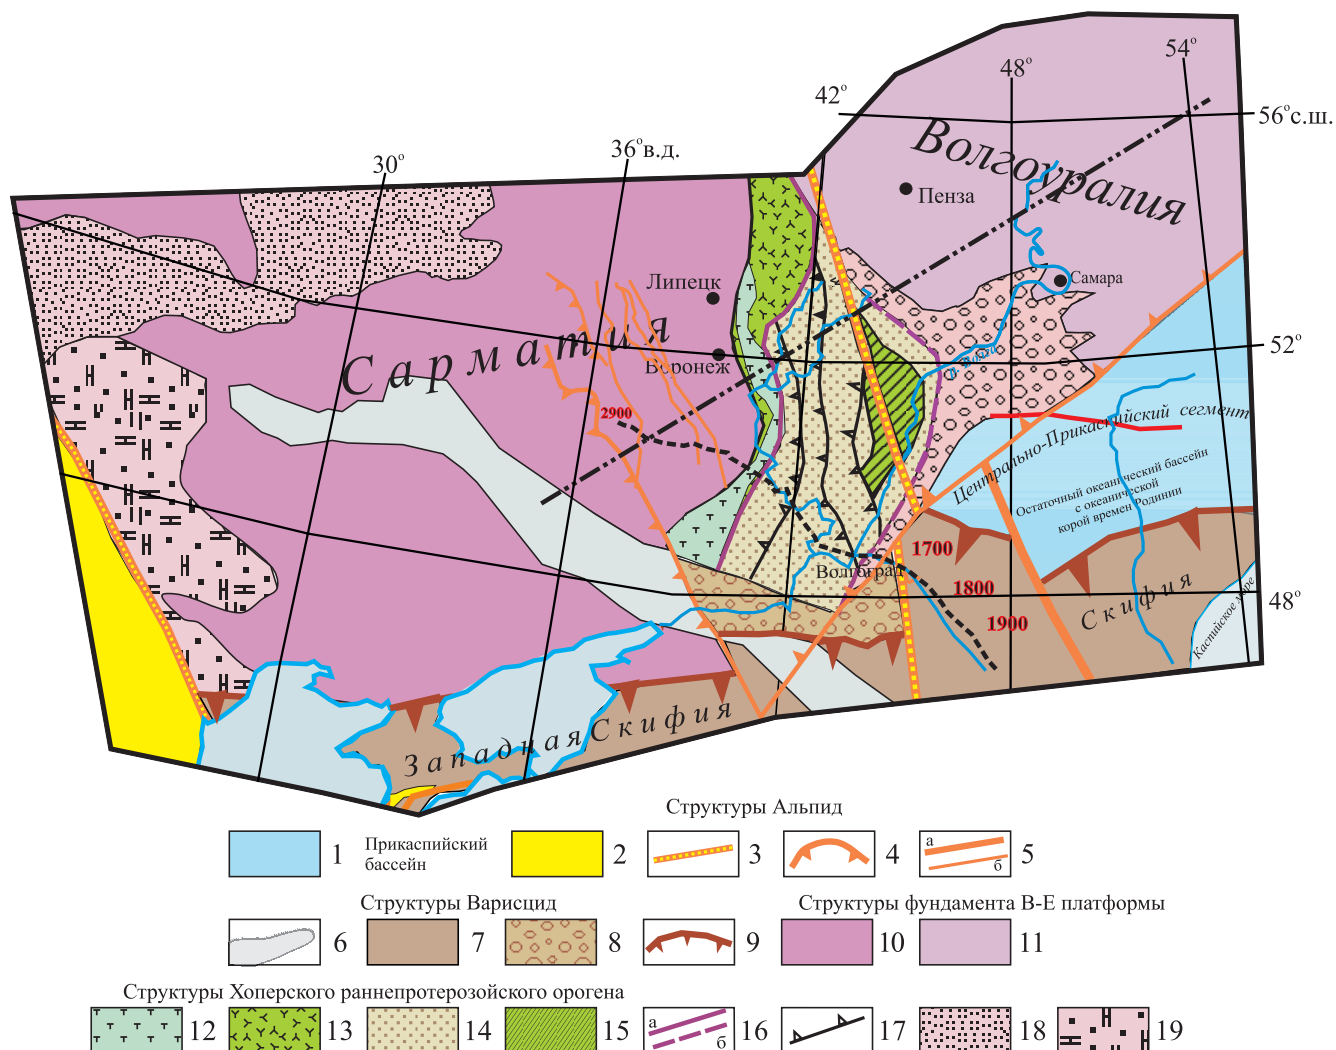 54°
48°
42°
56°с.ш.
36°в.д.
30°
Волгоуралия
Пенза
Самара
Липецк
Сарматия
Воронеж
52°
р. Волга
2900
Центрально-Прикаспийский сегмент
Остаточный океанический бассейн
с океанической
корой времен Родинии
1700
Волгоград
1800
1900
Скифия
48°
Каспийское море
Западная Скифия
Структуры Альпид
1
Прикаспийский
бассейн
2
3
4
а
б
5
Структуры Варисцид
Структуры фундамента В-Е платформы
6
7
8
9
10
11
Структуры Хоперского раннепротерозойского орогена
12
13
14
15
а
б
16
17
18
19